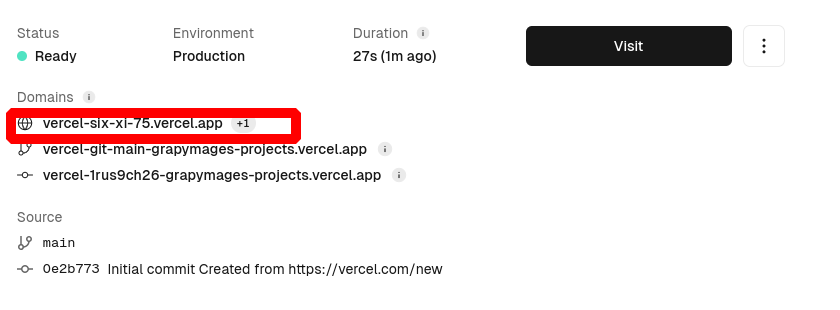 Status
Ready
Environment
Production
Duration
27s (1m ago)
Visit
Domains
vercel-six-xi-75.vercel.app +1
vercel-git-main-grapymages-projects.vercel.app
vercel-1rus9ch26-grapymages-projects.vercel.app
Source
main
0e2b773 Initial commit Created from https://vercel.com/new